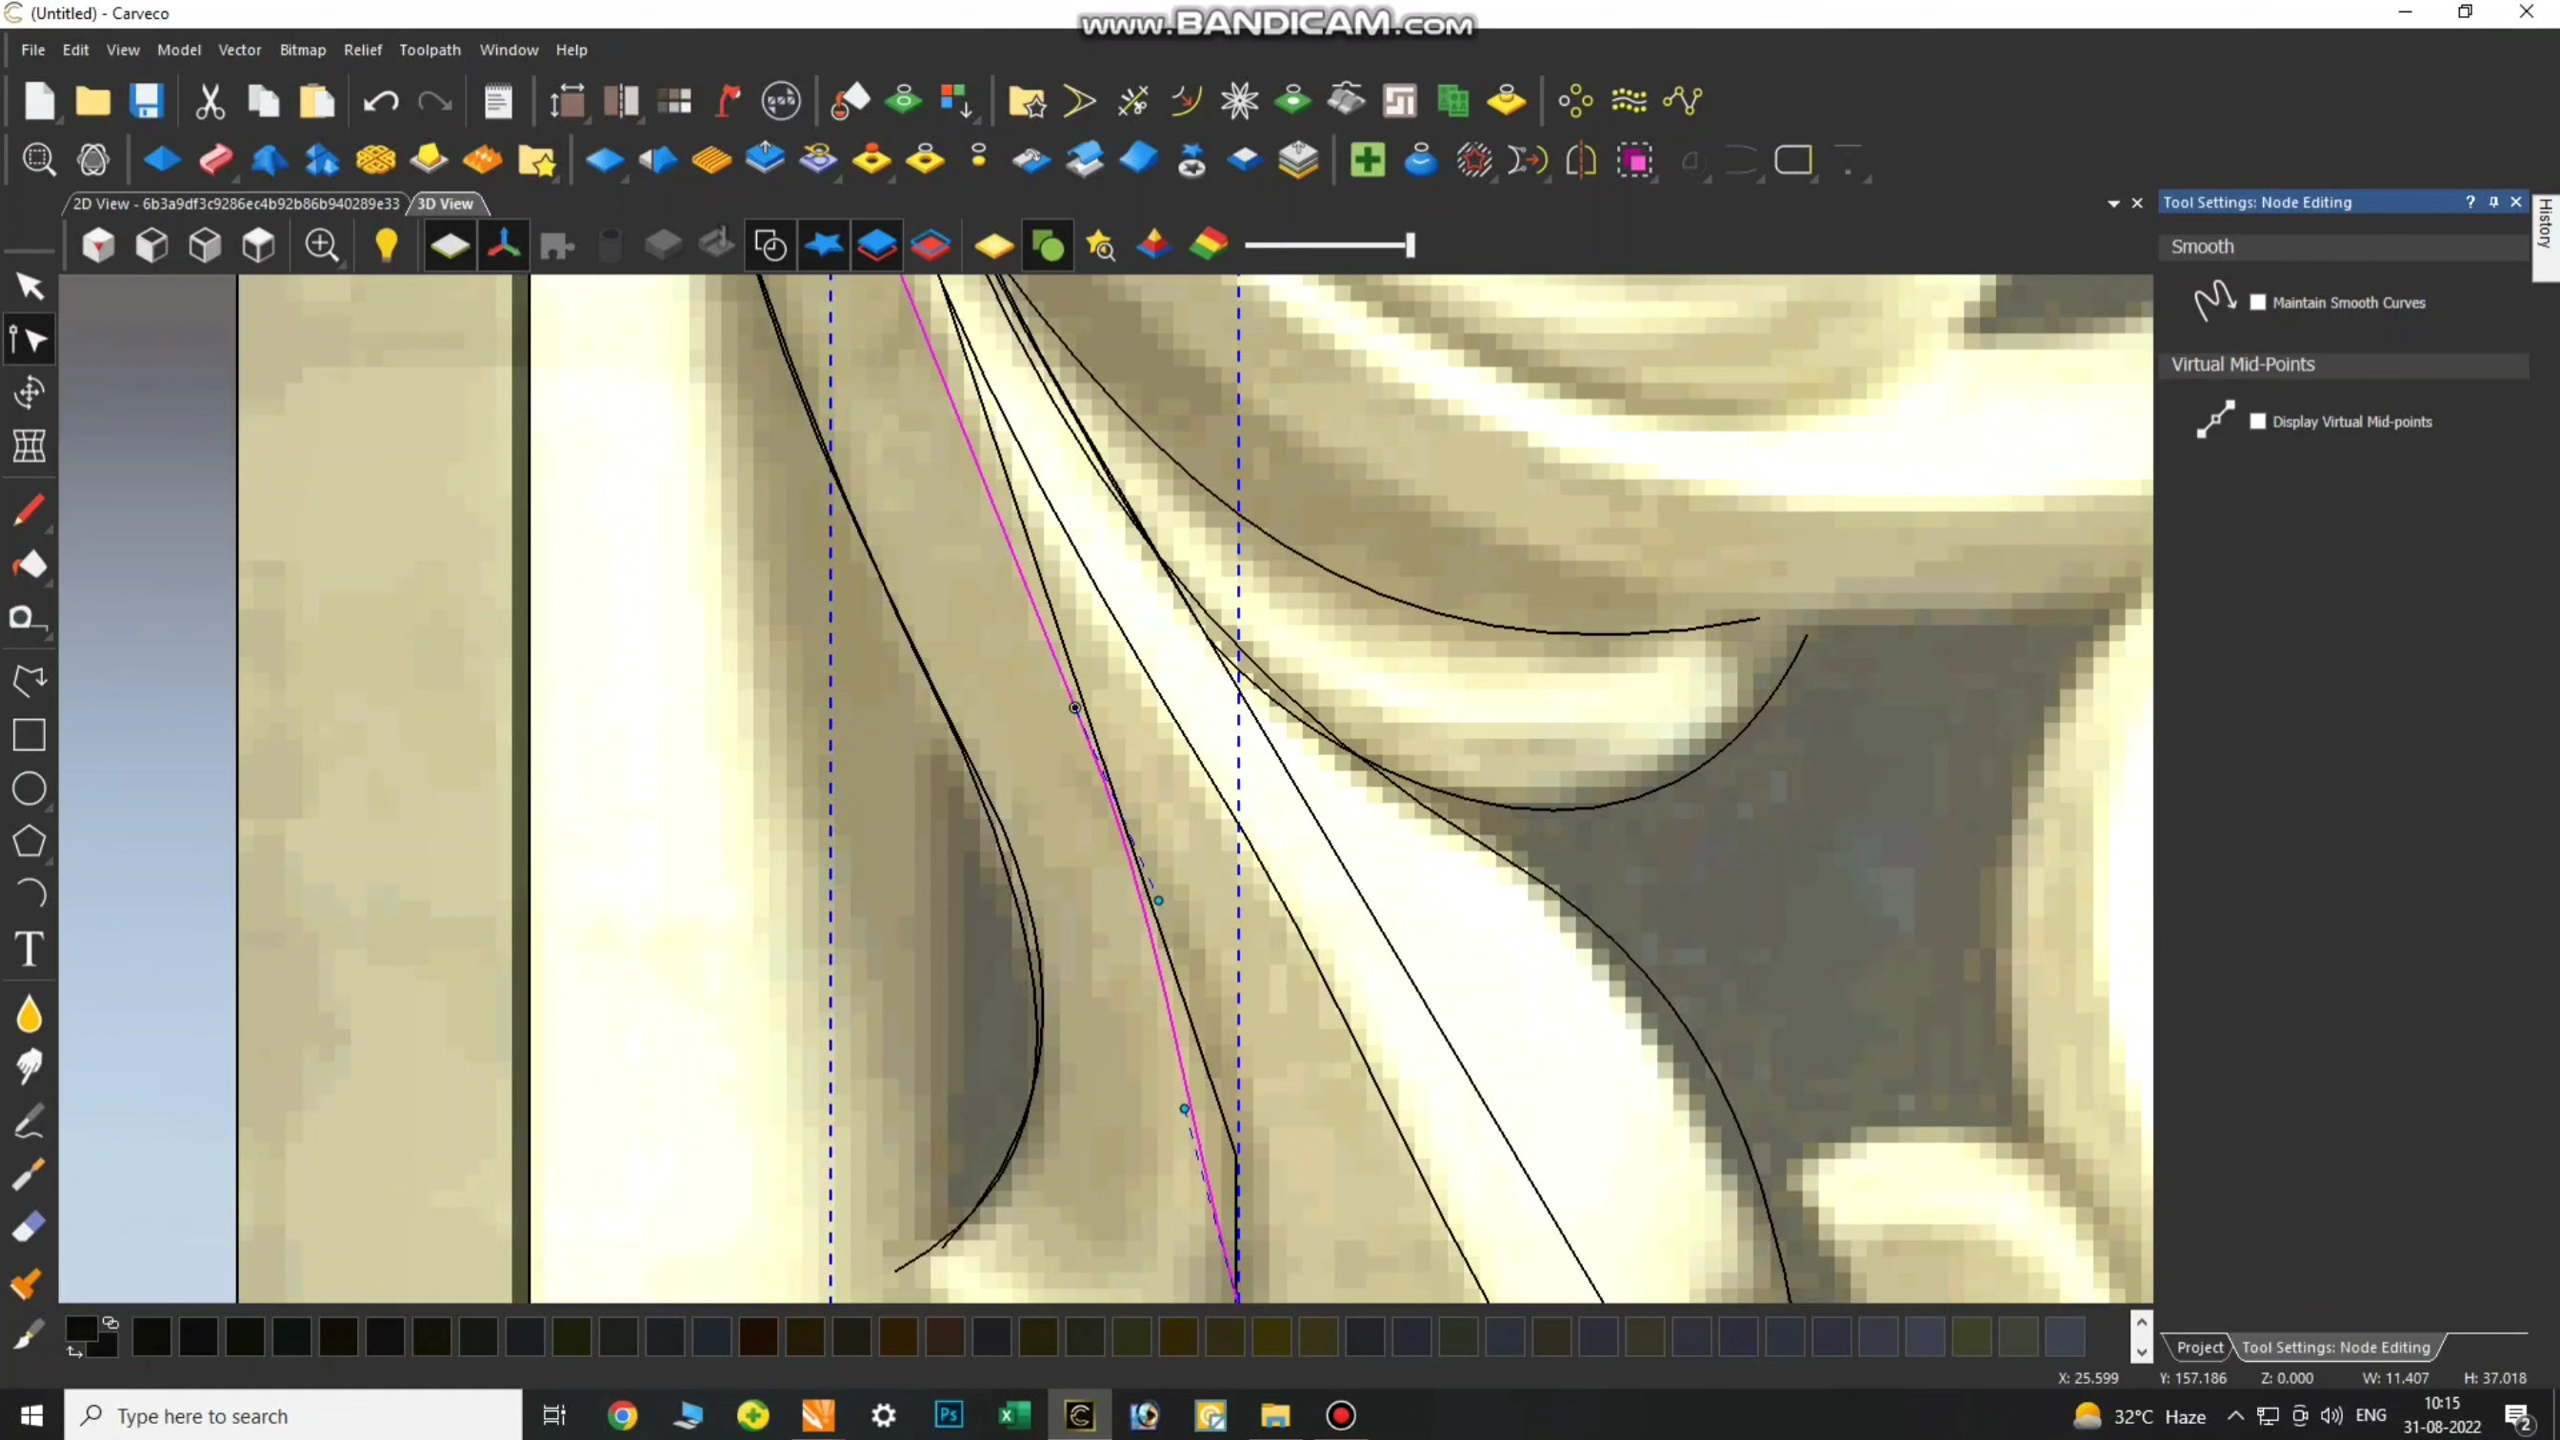 (Untitled) - Carveco
www.BANDICAM.com
File Edit View Model Vector Bitmap Relief Toolpath Window Help
2D View - 6b3a9df3c9286ec4b92b86b940289e33 3D View
Tool Settings: Node Editing
History
Smooth
Maintain Smooth Curves
Virtual Mid-Points
Display Virtual Mid-points
T
Project Tool Settings: Node Editing
X: 25.599 Y: 157.186 Z: 0.000 W: 11.407 H: 37.018
Type here to search
Ps
32°C Haze
ENG
10:15
31-08-2022
2